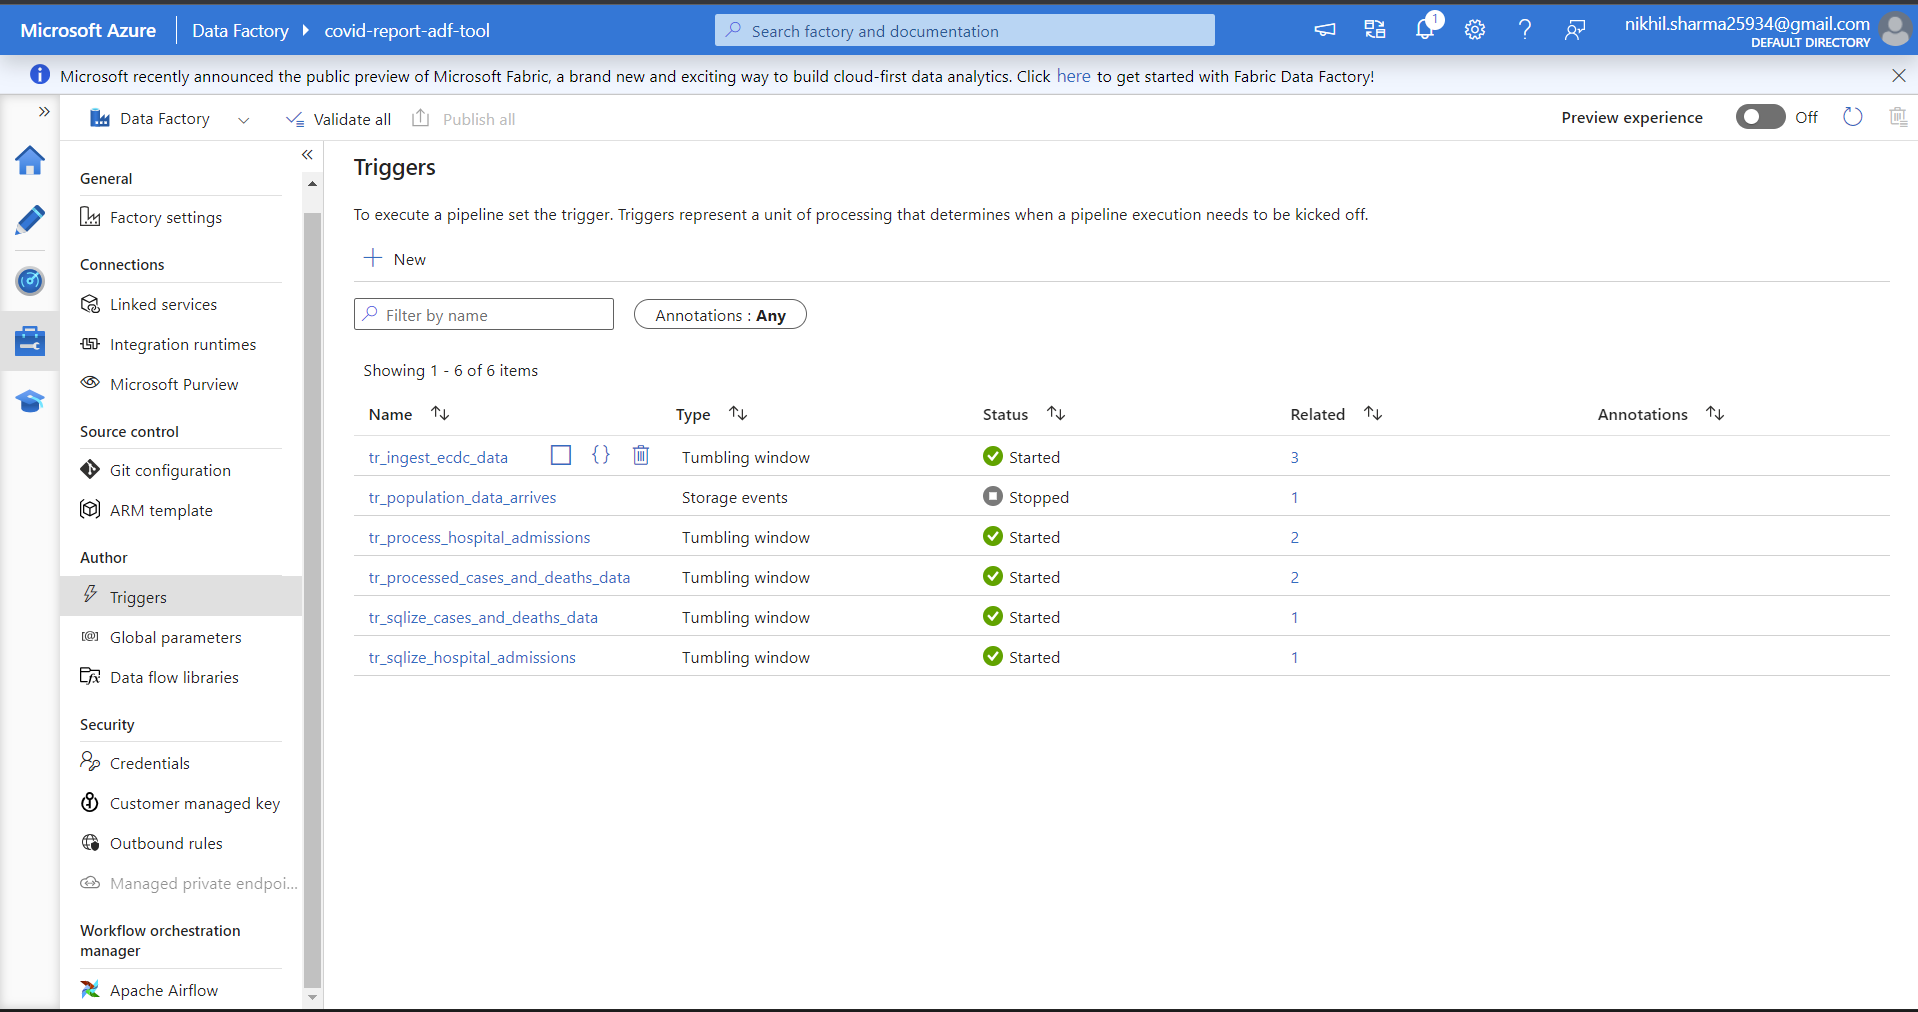 Microsoft Azure Data Factory covid-report-adf-tool Search factory and documentation 1 nikhil.sharma25934@gmail.com
DEFAULT DIRECTORY
Microsoft recently announced the public preview of Microsoft Fabric, a brand new and exciting way to build cloud-first data analytics. Click here to get started with Fabric Data Factory!
Data Factory Validate all Publish all Preview experience Off
General
Factory settings
Connections
Linked services
Integration runtimes
Microsoft Purview
Source control
Git configuration
ARM template
Author
Triggers
Global parameters
Data flow libraries
Security
Credentials
Customer managed key
Outbound rules
Managed private endpoi...
Workflow orchestration
manager
Apache Airflow
Triggers
To execute a pipeline set the trigger. Triggers represent a unit of processing that determines when a pipeline execution needs to be kicked off.
New
Filter by name Annotations : Any
Showing 1 - 6 of 6 items
Name Type Status Related Annotations
tr_ingest_ecdc_data {} Tumbling window Started 3
tr_population_data_arrives Storage events Stopped 1
tr_process_hospital_admissions Tumbling window Started 2
tr_processed_cases_and_deaths_data Tumbling window Started 2
tr_sqlize_cases_and_deaths_data Tumbling window Started 1
tr_sqlize_hospital_admissions Tumbling window Started 1